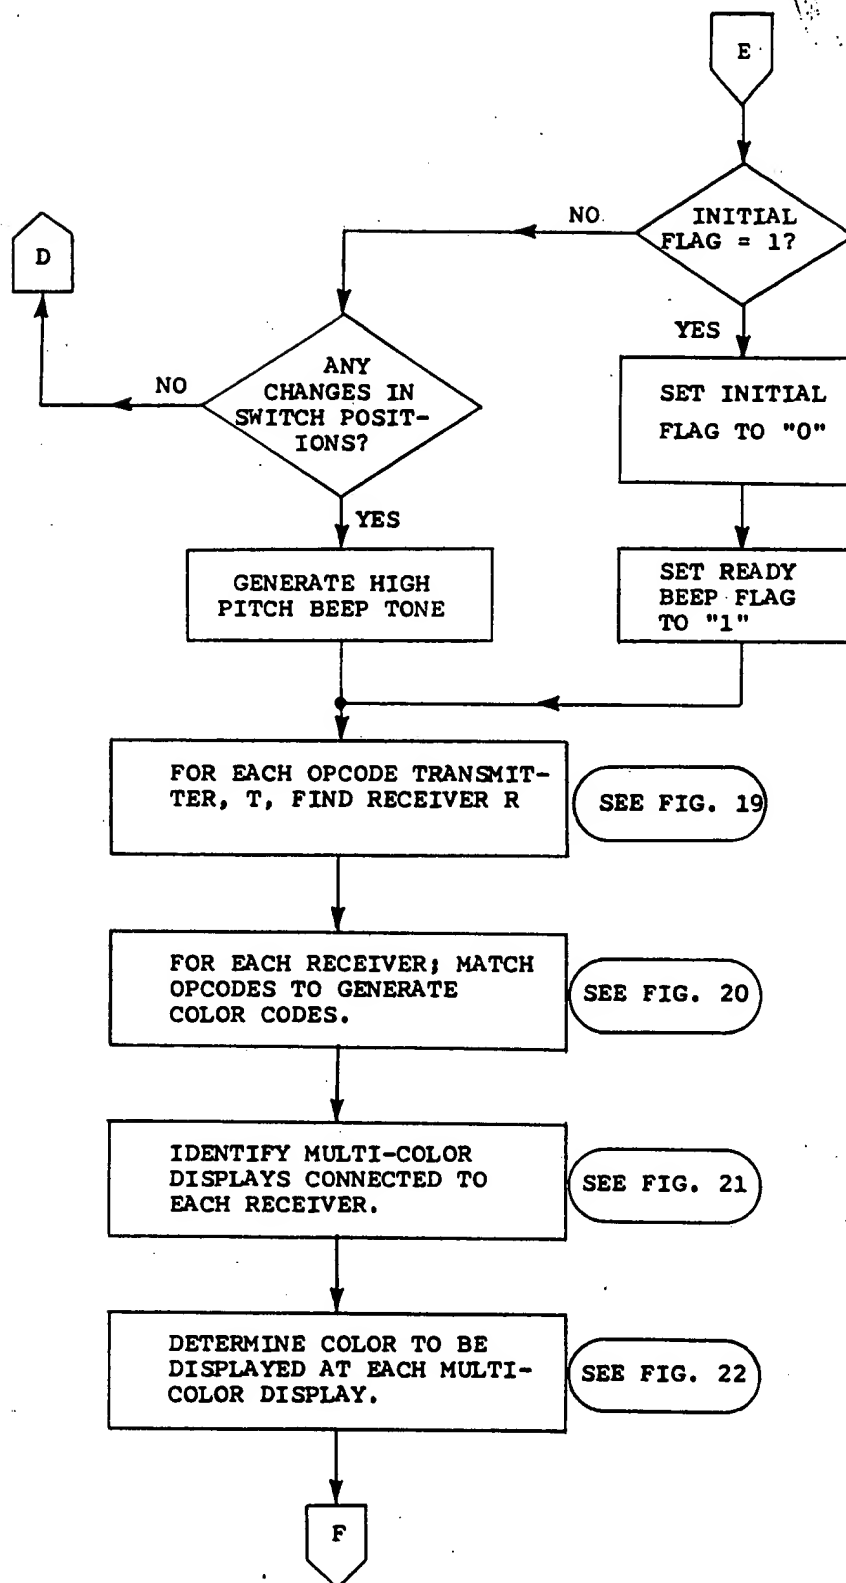 E
INITIAL
FLAG = 1?
NO
YES
D
ANY
CHANGES IN
SWITCH POSIT-
IONS?
NO
YES
SET INITIAL
FLAG TO "0"
GENERATE HIGH
PITCH BEEP TONE
SET READY
BEEP FLAG
TO "1"
FOR EACH OPCODE TRANSMIT-
TER, T, FIND RECEIVER R
SEE FIG. 19
FOR EACH RECEIVER; MATCH
OPCODES TO GENERATE
COLOR CODES.
SEE FIG. 20
IDENTIFY MULTI-COLOR
DISPLAYS CONNECTED TO
EACH RECEIVER.
SEE FIG. 21
DETERMINE COLOR TO BE
DISPLAYED AT EACH MULTI-
COLOR DISPLAY.
SEE FIG. 22
F